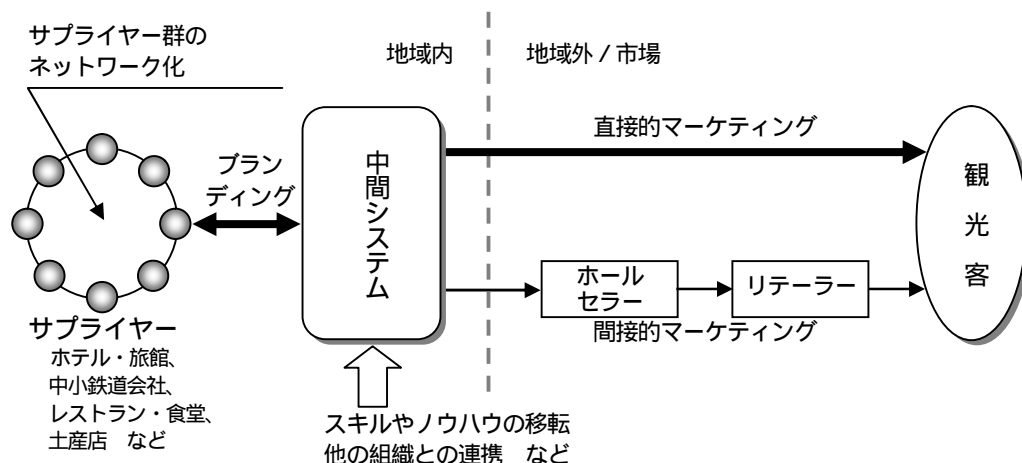 サプライヤー群の
ネットワーク化
地域内
地域外 / 市場
直接的マーケティング
ブラン
ディング
中間システム
観光客
ホール
セラー
リテーラー
間接的マーケティング
サプライヤー
ホテル・旅館、
中小鉄道会社、
レストラン・食堂、
土産店　など
スキルやノウハウの移転
他の組織との連携　など